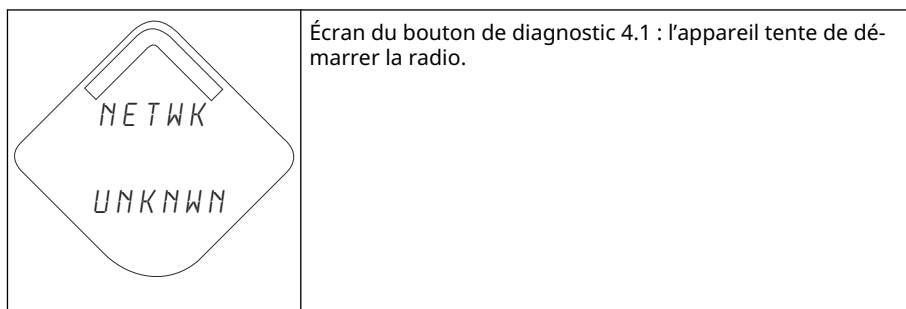 NETWK
UNKNWN
Écran du bouton de diagnostic 4.1 : l’appareil tente de dé-
marrer la radio.